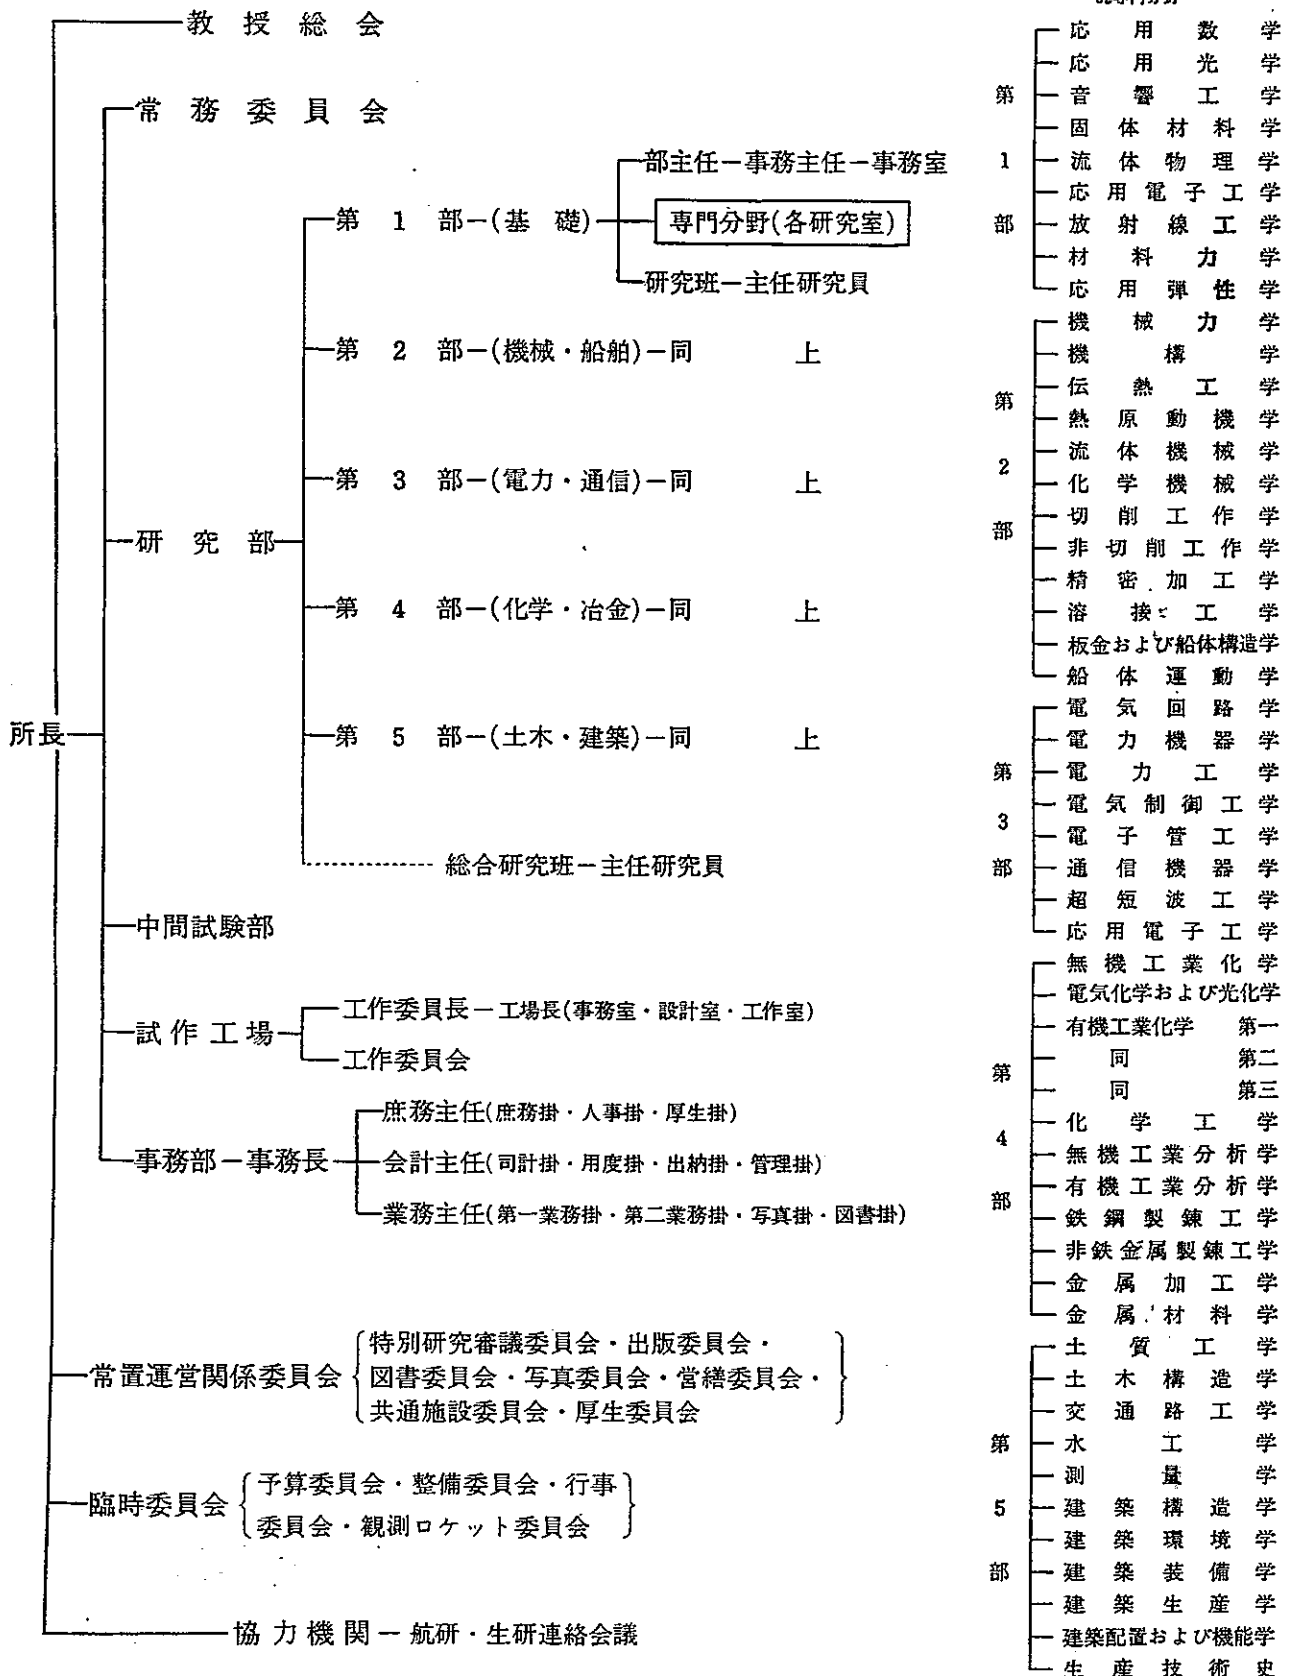 教授総会
常務委員会
部主任－事務主任－事務室
第1部－(基礎)
専門分野(各研究室)
研究班－主任研究員
第2部－(機械・船舶)－同上
第3部－(電力・通信)－同上
研究部
第4部－(化学・冶金)－同上
所長
第5部－(土木・建築)－同上
総合研究班－主任研究員
中間試験部
試作工場
工作委員長－工場長(事務室・設計室・工作室)
工作委員会
事務部－事務長
庶務主任(庶務掛・人事掛・厚生掛)
会計主任(司計掛・用度掛・出納掛・管理掛)
業務主任(第一業務掛・第二業務掛・写真掛・図書掛)
常置運営関係委員会
特別研究審議委員会・出版委員会・
図書委員会・写真委員会・営繕委員会・
共通施設委員会・厚生委員会
臨時委員会
予算委員会・整備委員会・行事
委員会・観測ロケット委員会
協力機関－航研・生研連絡会議
第1部
応用数学
応用光学
音響工学
固体材料学
流体物理学
応用電子工学
放射線工学
材料力学
応用弾性学
第2部
機械力学
機構学
伝熱工学
熱原動機学
流体機械学
化学機械学
切削工作学
非切削工作学
精密加工学
溶接工学
板金および船体構造学
船体運動学
第3部
電気回路学
電力機器学
電力工学
電気制御工学
電子管工学
通信機器学
超短波工学
応用電子工学
第4部
無機工業化学
電気化学および光化学
有機工業化学 第一
同 第二
同 第三
化学工学
無機工業分析学
有機工業分析学
鉄鋼製錬工学
非鉄金属製錬工学
金属加工学
金属材料学
第5部
土質工学
土木構造学
交通路工学
水工学
測量学
建築構造学
建築環境学
建築装備学
建築生産学
建築配置および機能学
生産技術史